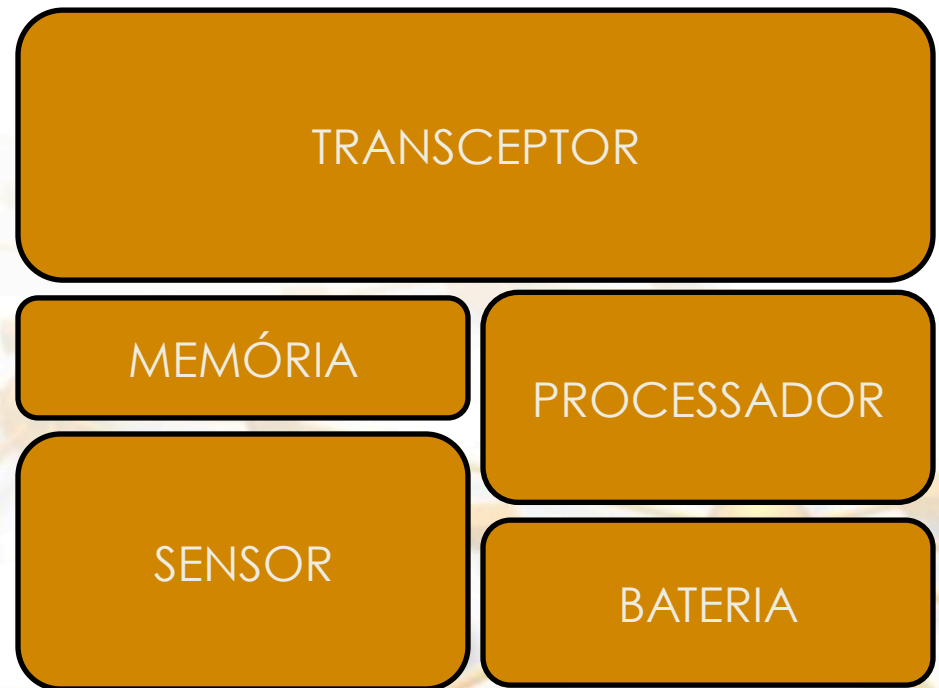 TRANSCEPTOR
MEMÓRIA
PROCESSADOR
SENSOR
BATERIA